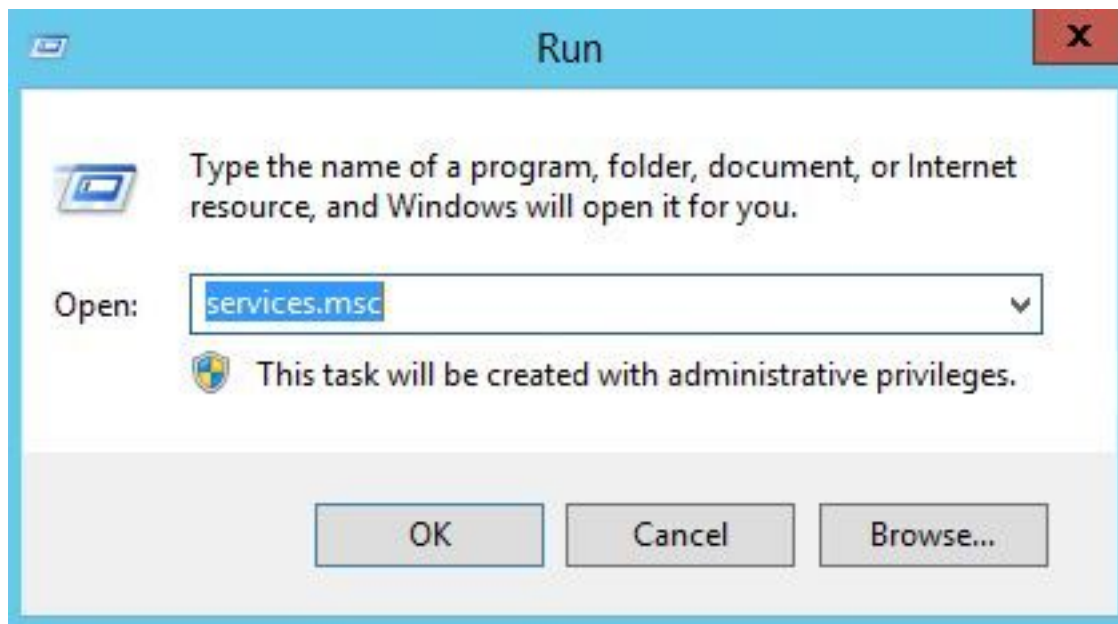 Run
x
Type the name of a program, folder, document, or Internet
resource, and Windows will open it for you.
Open: services.msc
This task will be created with administrative privileges.
OK Cancel Browse...